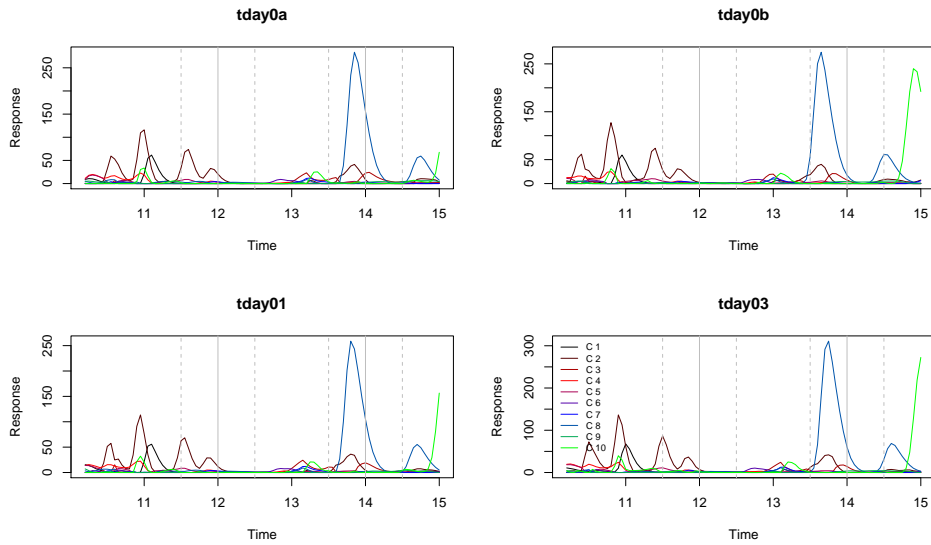 tday0a
Response
0
50
150
250
11
12
13
14
15
Time
tday0b
Response
0
50
150
250
11
12
13
14
15
Time
tday01
Response
0
50
150
250
11
12
13
14
15
Time
tday03
Response
0
100
200
300
C 1
C 2
C 3
C 4
C 5
C 6
C 7
C 8
C 9
C 10
11
12
13
14
15
Time